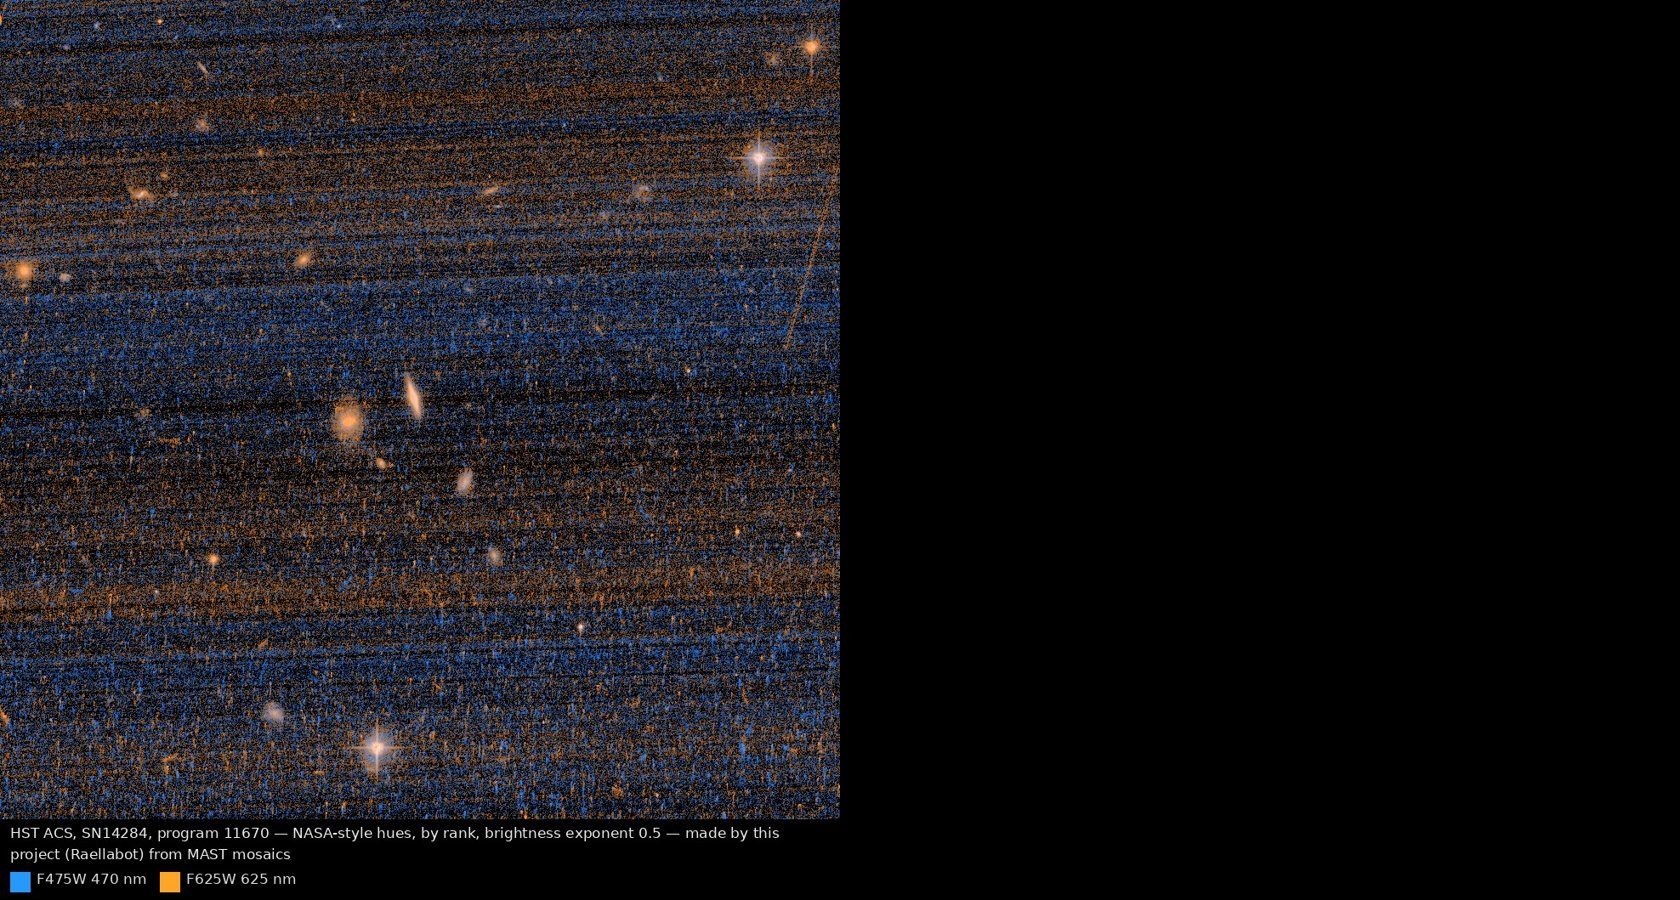 HST ACS, SN14284, program 11670 — NASA-style hues, by rank, brightness exponent 0.5 — made by this
project (Raellabot) from MAST mosaics
F475W 470 nm F625W 625 nm